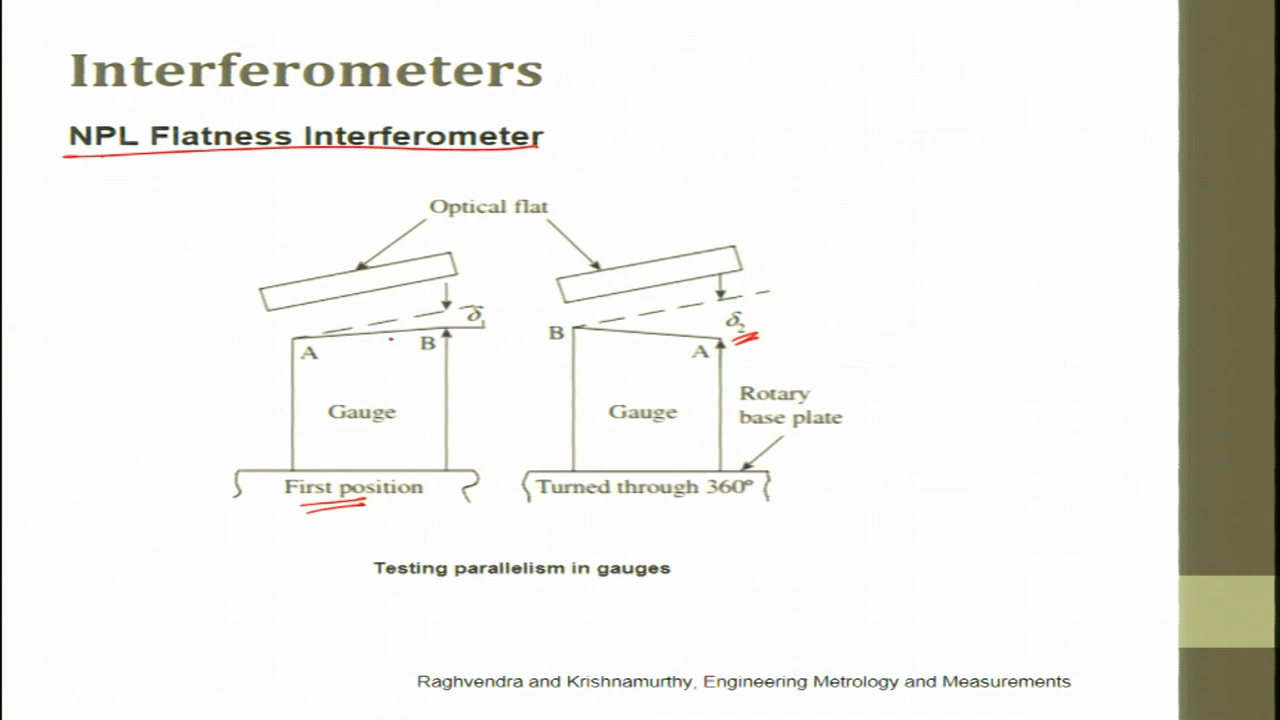 Interferometers
NPL Flatness Interferometer
Optical flat
δ₁
A
B
Gauge
First position
B
δ₂
A
Gauge
Rotary
base plate
Turned through 360º
Testing parallelism in gauges
Raghvendra and Krishnamurthy, Engineering Metrology and Measurements